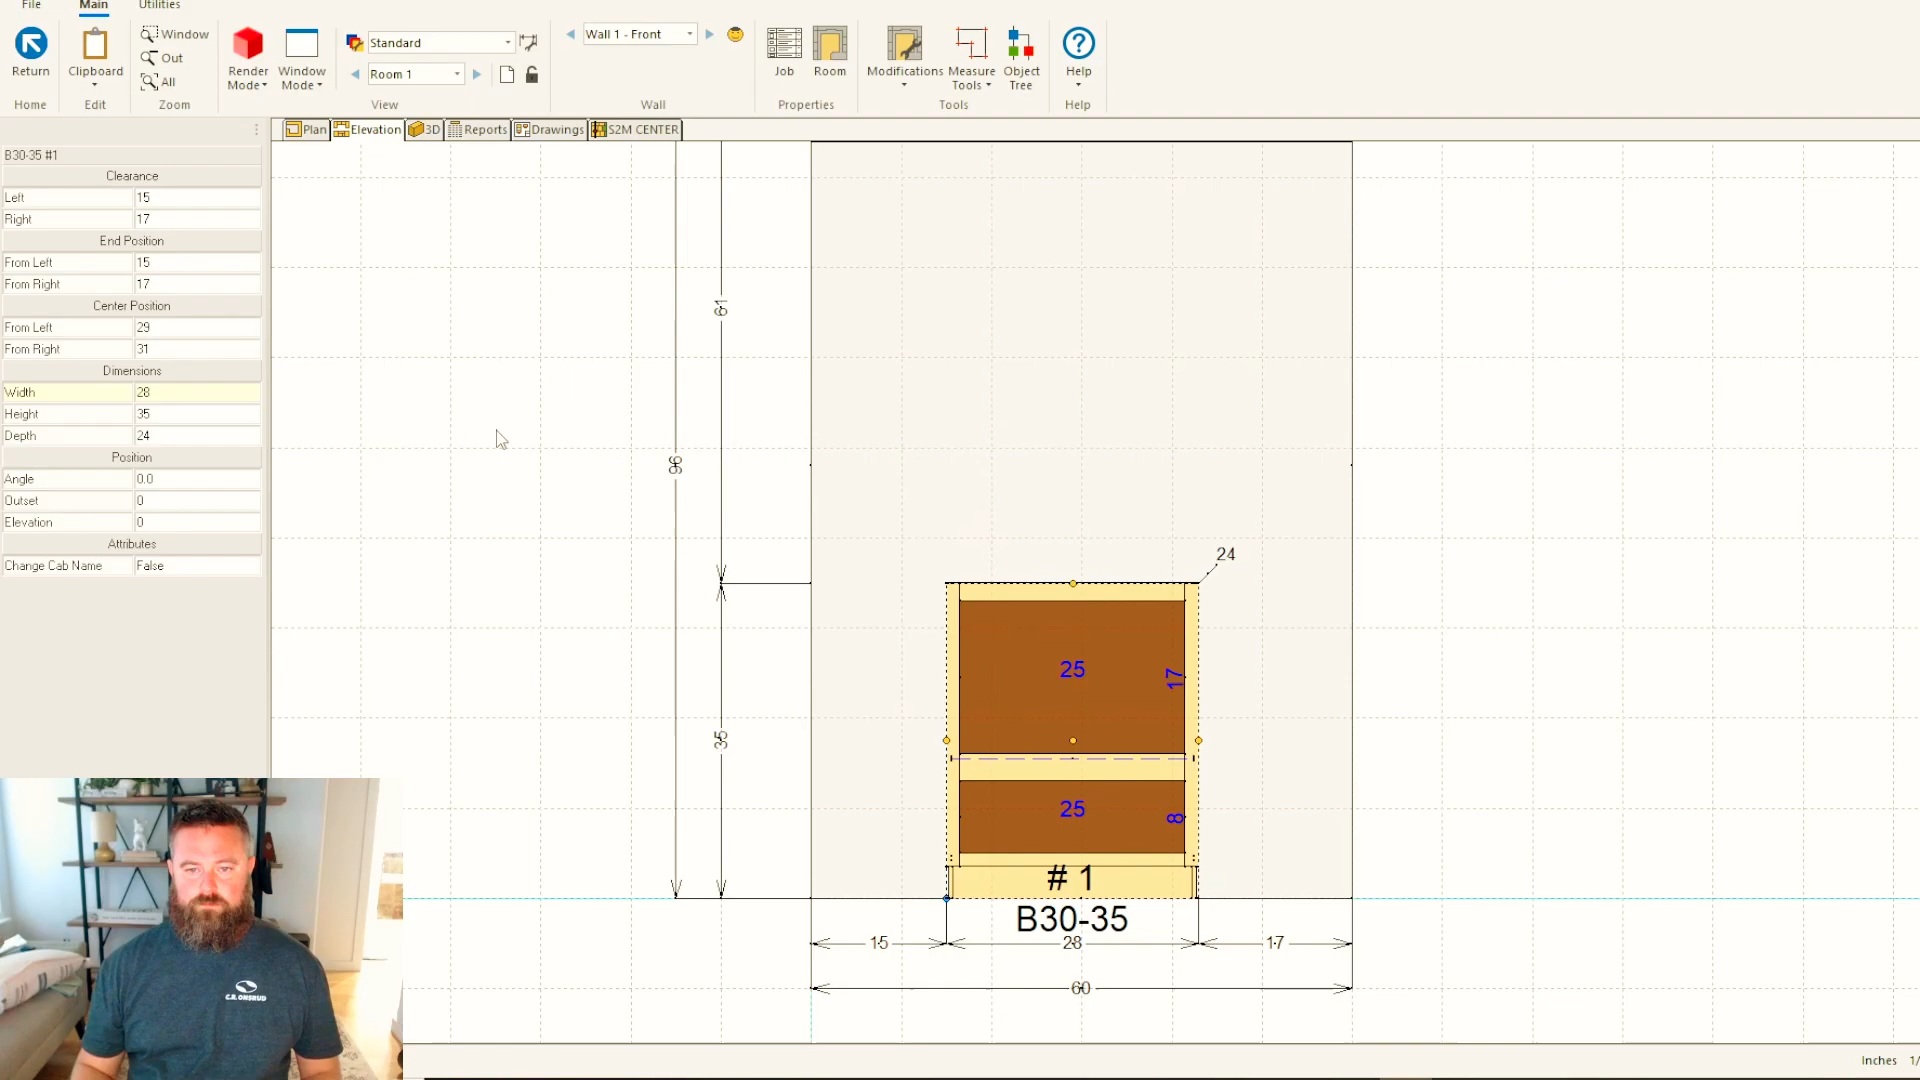 File
Main
Utilities
Return
Clipboard
Window
Out
All
Render
Mode
Window
Mode
Standard
Room 1
Wall 1 - Front
Job
Room
Modifications
Measure
Tools
Object
Tree
Help
Home
Edit
Zoom
View
Wall
Properties
Tools
Help
Plan
Elevation
3D
Reports
Drawings
S2M CENTER
B30-35 #1
Clearance
Left 15
Right 17
End Position
From Left 15
From Right 17
Center Position
From Left 29
From Right 31
Dimensions
Width 28
Height 35
Depth 24
Position
Angle 0.0
Outset 0
Elevation 0
Attributes
Change Cab Name False
61
96
24
25
17
35
25
8
# 1
B30-35
15
28
17
60
C.R. ONSRUD
Inches 1/